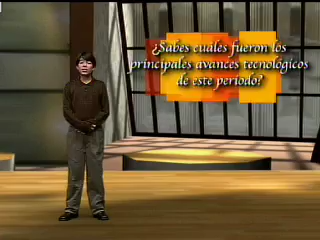 ¿Sabes cuáles fueron los
principales avances tecnológicos
de este periodo?